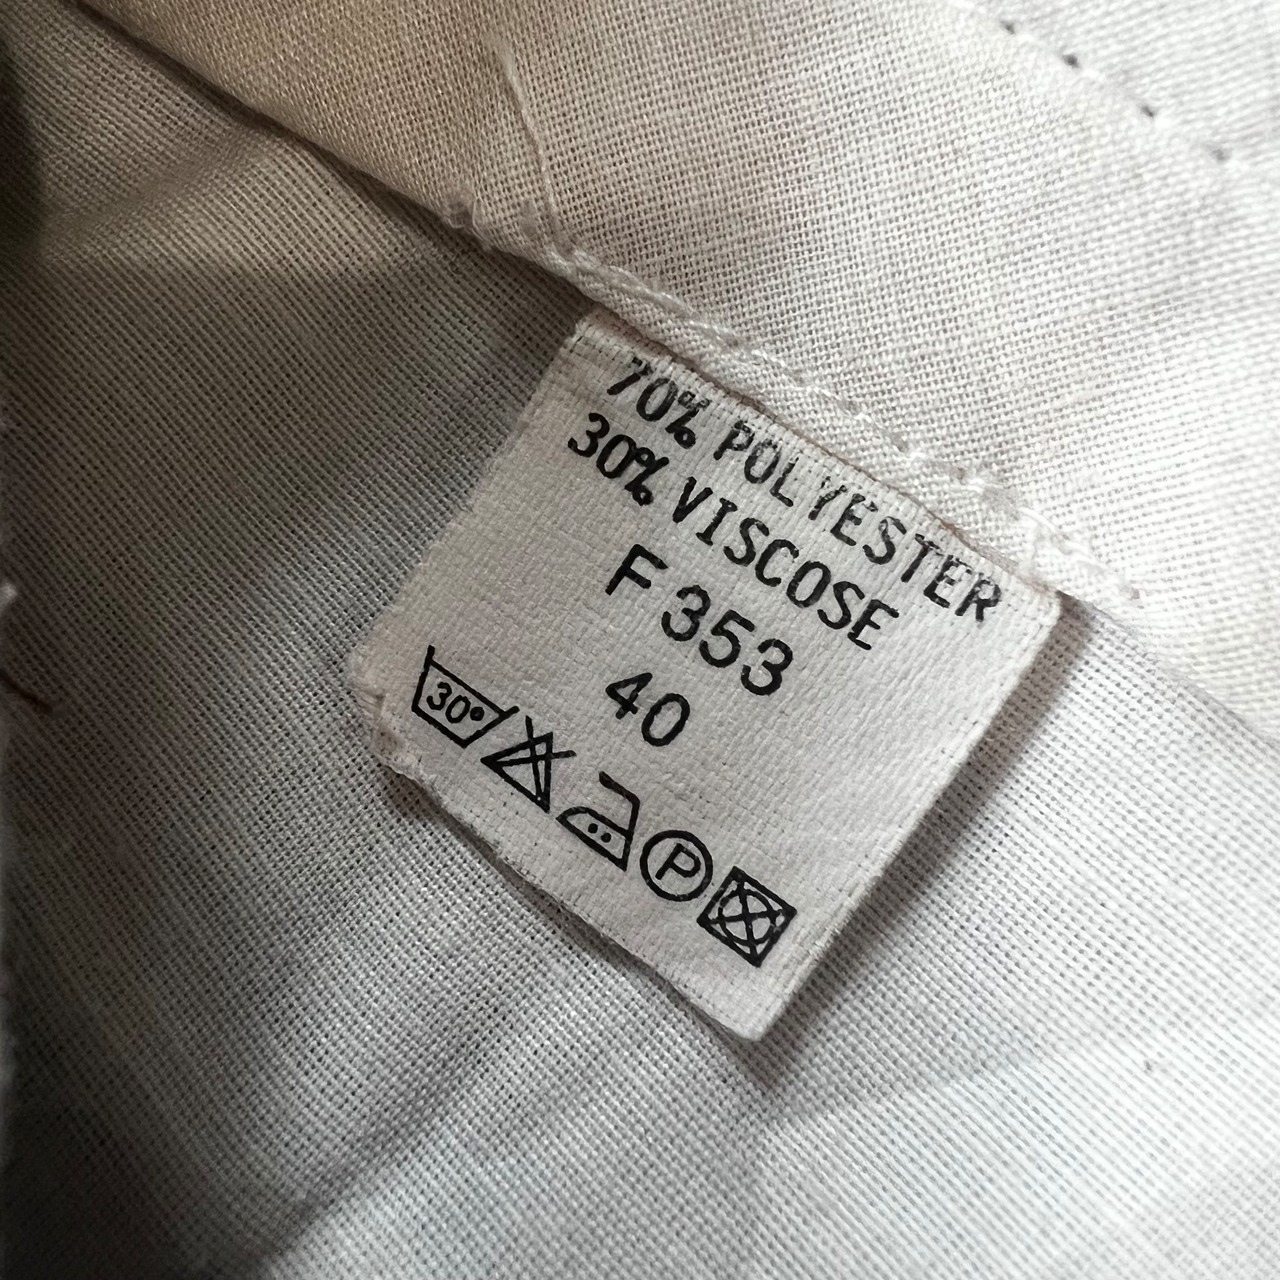 70% POLYESTER
30% VISCOSE
F 353
40
30°
P